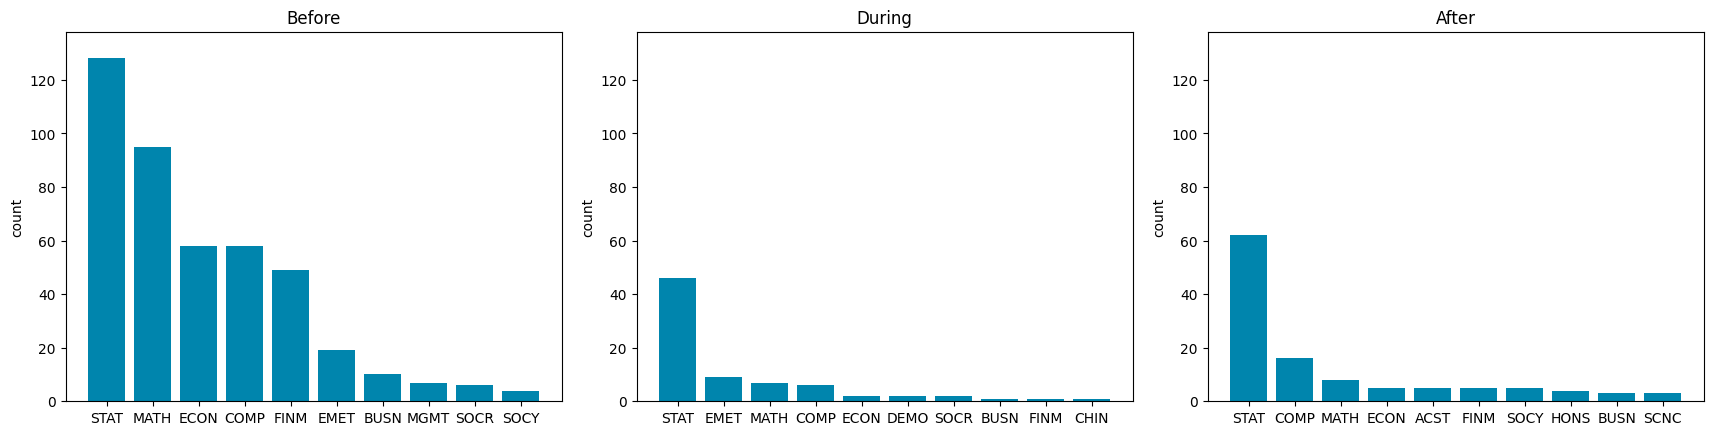 Before
count
120
100
80
60
40
20
0
STAT MATH ECON COMP FINM EMET BUSN MGMT SOCR SOCY
During
count
120
100
80
60
40
20
0
STAT EMET MATH COMP ECON DEMO SOCR BUSN FINM CHIN
After
count
120
100
80
60
40
20
0
STAT COMP MATH ECON ACST FINM SOCY HONS BUSN SCNC